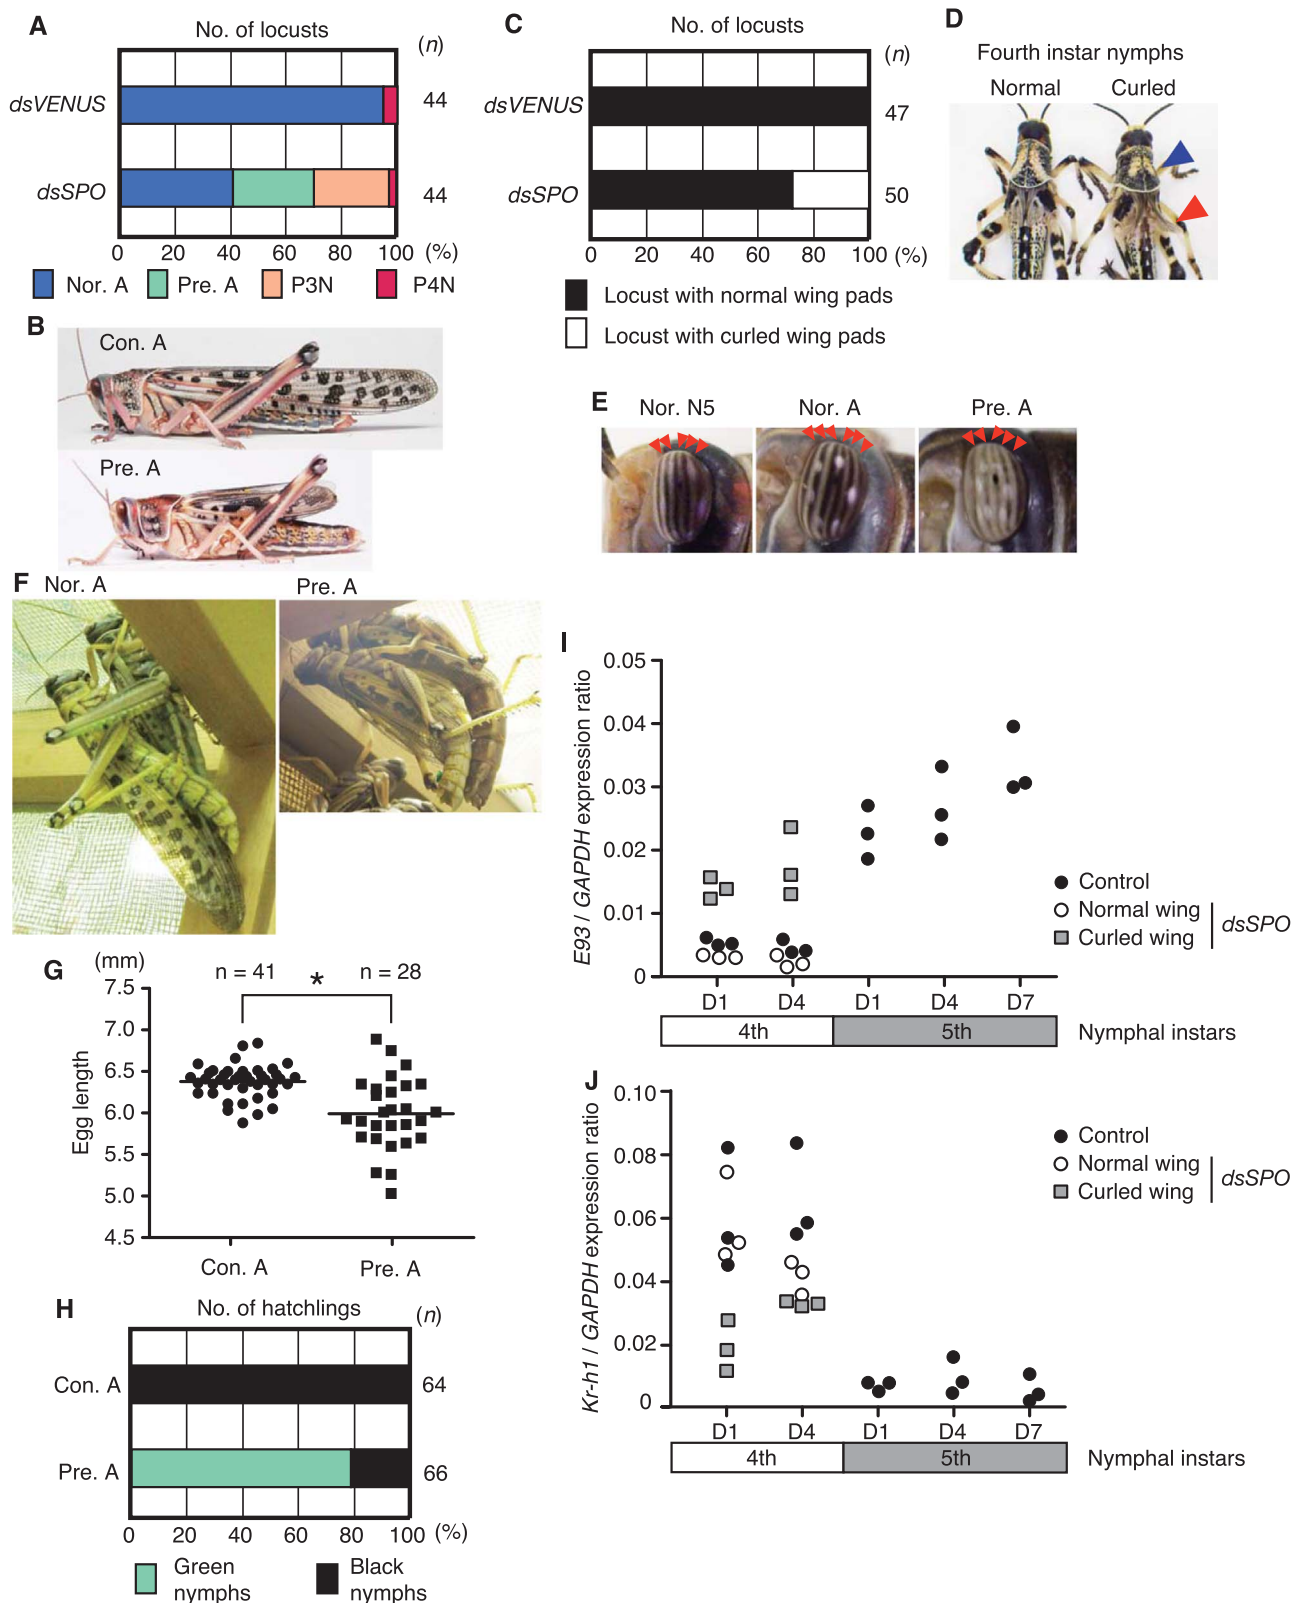 A
No. of locusts
(n)
dsVENUS
44
dsSPO
44
0 20 40 60 80 100 (%)
Nor. A Pre. A P3N P4N
B
Con. A
Pre. A
C
No. of locusts
(n)
dsVENUS
47
dsSPO
50
0 20 40 60 80 100 (%)
Locust with normal wing pads
Locust with curled wing pads
D
Fourth instar nymphs
Normal Curled
E
Nor. N5 Nor. A Pre. A
F
Nor. A Pre. A
G
(mm)
n = 41 n = 28
*
7.5
7.0
6.5
6.0
5.5
5.0
4.5
Egg length
Con. A Pre. A
H
No. of hatchlings
(n)
Con. A
64
Pre. A
66
0 20 40 60 80 100 (%)
Green nymphs
Black nymphs
I
E93 / GAPDH expression ratio
0.05
0.04
0.03
0.02
0.01
0
Control
Normal wing
Curled wing
dsSPO
D1 D4 D1 D4 D7
4th 5th Nymphal instars
J
Kr-h1 / GAPDH expression ratio
0.10
0.08
0.06
0.04
0.02
0
Control
Normal wing
Curled wing
dsSPO
D1 D4 D1 D4 D7
4th 5th Nymphal instars